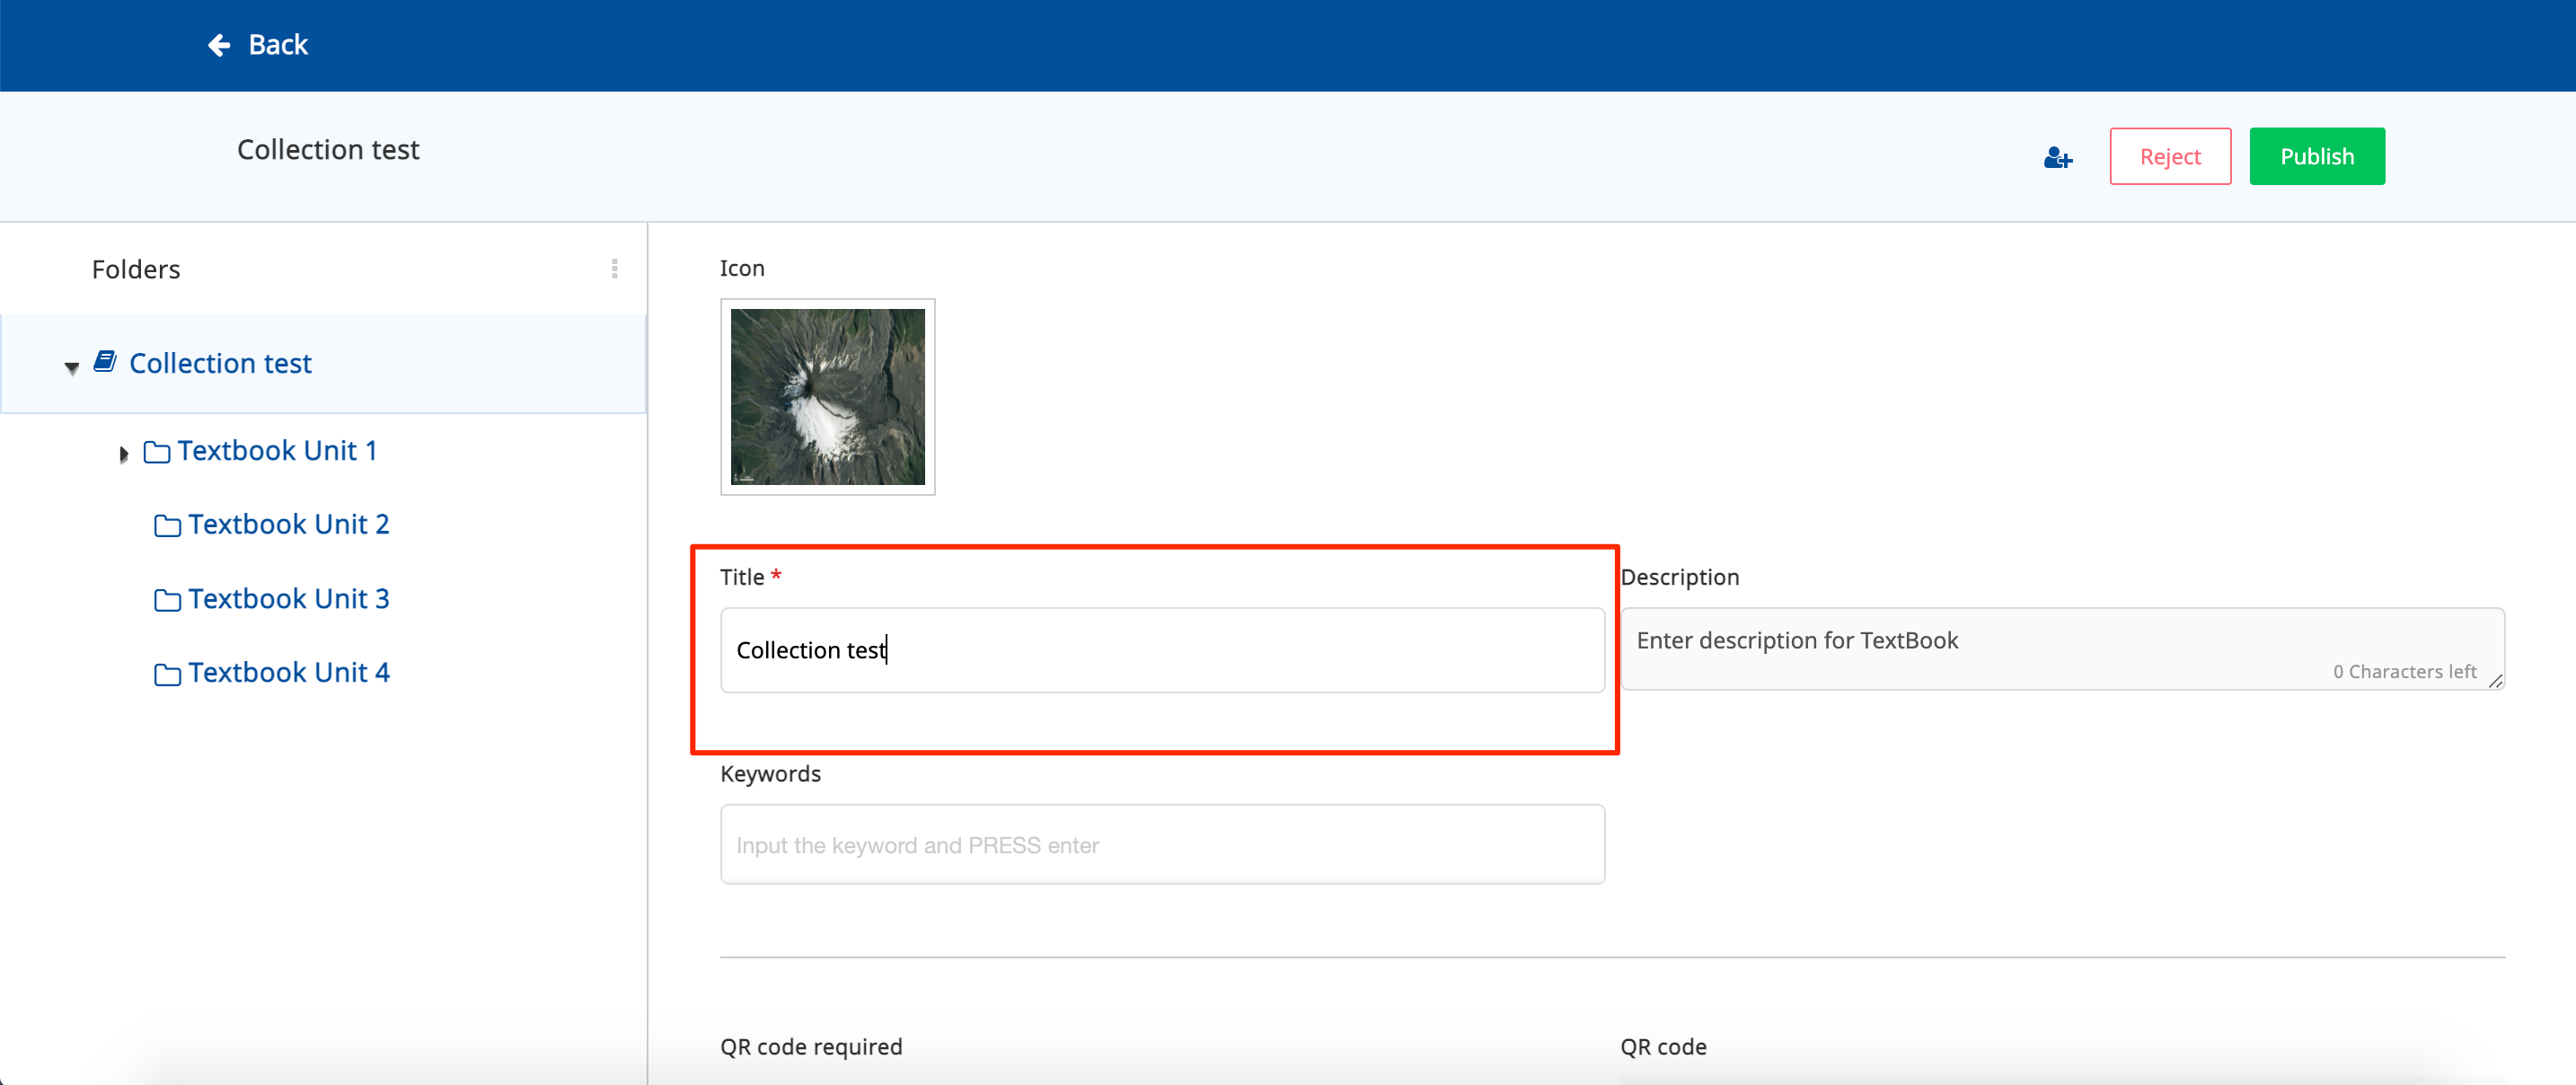 Back
Collection test
Reject
Publish
Folders
Collection test
Textbook Unit 1
Textbook Unit 2
Textbook Unit 3
Textbook Unit 4
Icon
Title *
Collection test
Description
Enter description for TextBook
0 Characters left
Keywords
Input the keyword and PRESS enter
QR code required
QR code